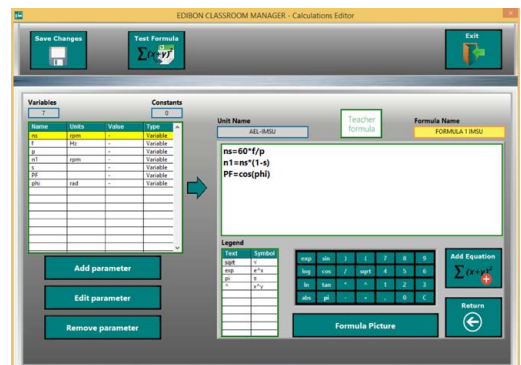 EDIBON CLASSROOM MANAGER - Calculations Editor
Save Changes
Test Formula
Σ(x+y)²
Exit
Variables
Constants
7
0
Name Units Value Type
ns rpm - Variable
f Hz - Variable
p - Variable
n1 rpm - Variable
s - Variable
PF - Variable
phi rad - Variable
Add parameter
Edit parameter
Remove parameter
Unit Name
AEL-IMSU
Teacher
formula
Formula Name
FORMULA 1 IMSU
ns=60*f/p
n1=ns*(1-s)
PF=cos(phi)
Legend
Text Symbol
sqrt √
exp e^x
pi π
^ x^y
exp sin ) ( 7 8 9
log cos / sqrt 4 5 6
ln tan * ^ 1 2 3
abs pi - + . 0 C
Formula Picture
Add Equation
Σ(x+y)²
Return